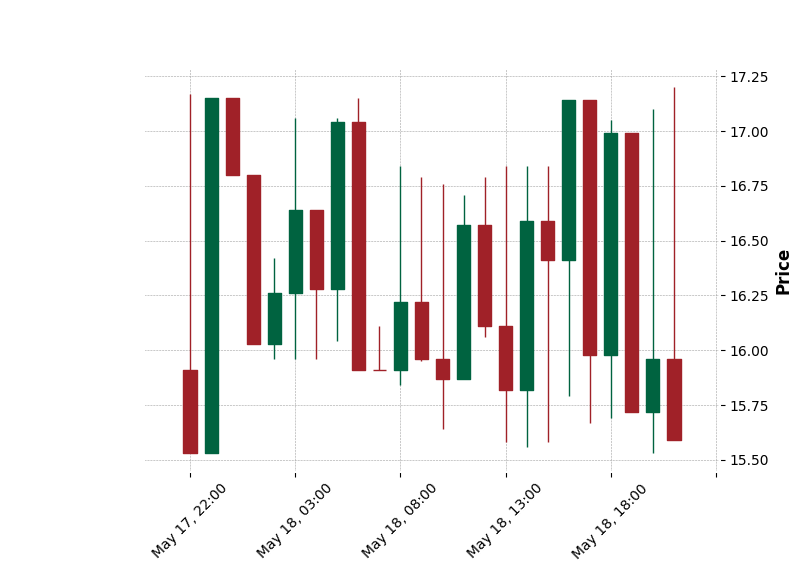 17.25
17.00
16.75
16.50
16.25
16.00
15.75
15.50
Price
May 17, 22:00
May 18, 03:00
May 18, 08:00
May 18, 13:00
May 18, 18:00